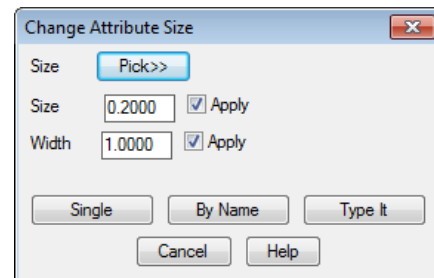 Change Attribute Size
Size Pick>>
Size 0.2000 Apply
Width 1.0000 Apply
Single By Name Type It
Cancel Help